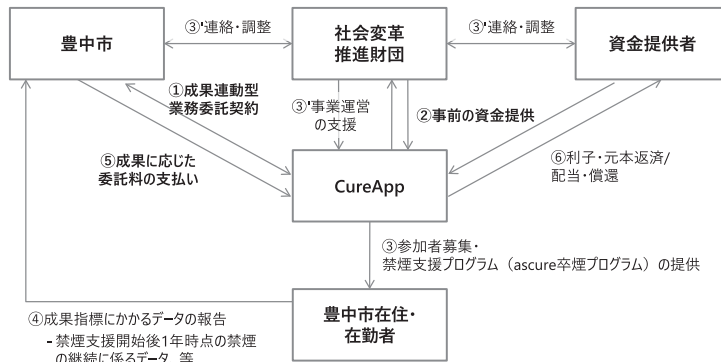 豊中市
③'連絡・調整
社会変革
推進財団
③'連絡・調整
資金提供者
①成果連動型
業務委託契約
③'事業運営
の支援
②事前の資金提供
⑤成果に応じた
委託料の支払い
⑥利子・元本返済/
配当・償還
CureApp
③参加者募集・
禁煙支援プログラム（ascure卒煙プログラム）の提供
④成果指標にかかるデータの報告
- 禁煙支援開始後1年時点の禁煙
の継続に係るデータ 等
豊中市在住・
在勤者